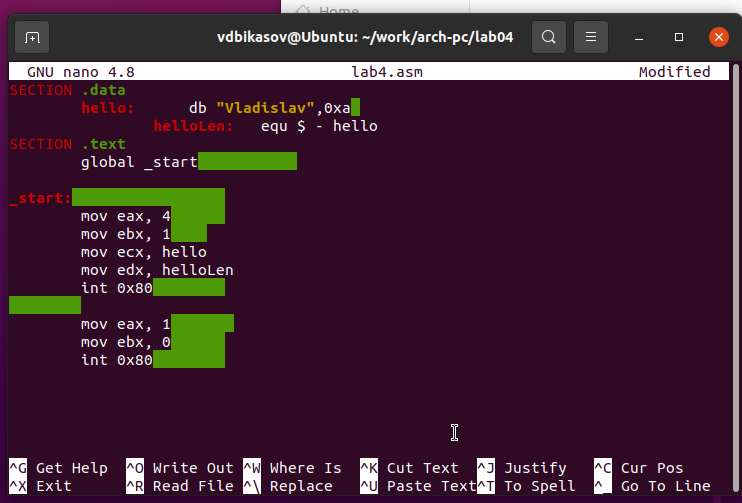 Home
vdbikasov@Ubuntu: ~/work/arch-pc/lab04
GNU nano 4.8 lab4.asm Modified
SECTION .data
hello: db "Vladislav",0xa
helloLen: equ $ - hello
SECTION .text
global _start
_start:
mov eax, 4
mov ebx, 1
mov ecx, hello
mov edx, helloLen
int 0x80
mov eax, 1
mov ebx, 0
int 0x80
^G Get Help ^O Write Out ^W Where Is ^K Cut Text ^J Justify ^C Cur Pos
^X Exit ^R Read File ^\ Replace ^U Paste Text ^T To Spell ^_ Go To Line